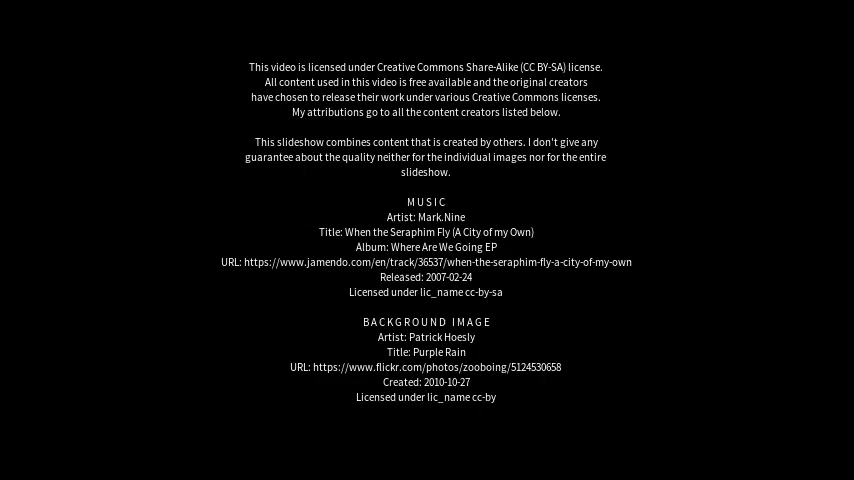 This video is licensed under Creative Commons Share-Alike (CC BY-SA) license.
All content used in this video is free available and the original creators
have chosen to release their work under various Creative Commons licenses.
My attributions go to all the content creators listed below.
This slideshow combines content that is created by others. I don't give any
guarantee about the quality neither for the individual images nor for the entire
slideshow.
MUSIC
Artist: Mark.Nine
Title: When the Seraphim Fly (A City of my Own)
Album: Where Are We Going EP
URL: https://www.jamendo.com/en/track/36537/when-the-seraphim-fly-a-city-of-my-own
Released: 2007-02-24
Licensed under lic_name cc-by-sa
BACKGROUND IMAGE
Artist: Patrick Hoesly
Title: Purple Rain
URL: https://www.flickr.com/photos/zooboing/5124530658
Created: 2010-10-27
Licensed under lic_name cc-by